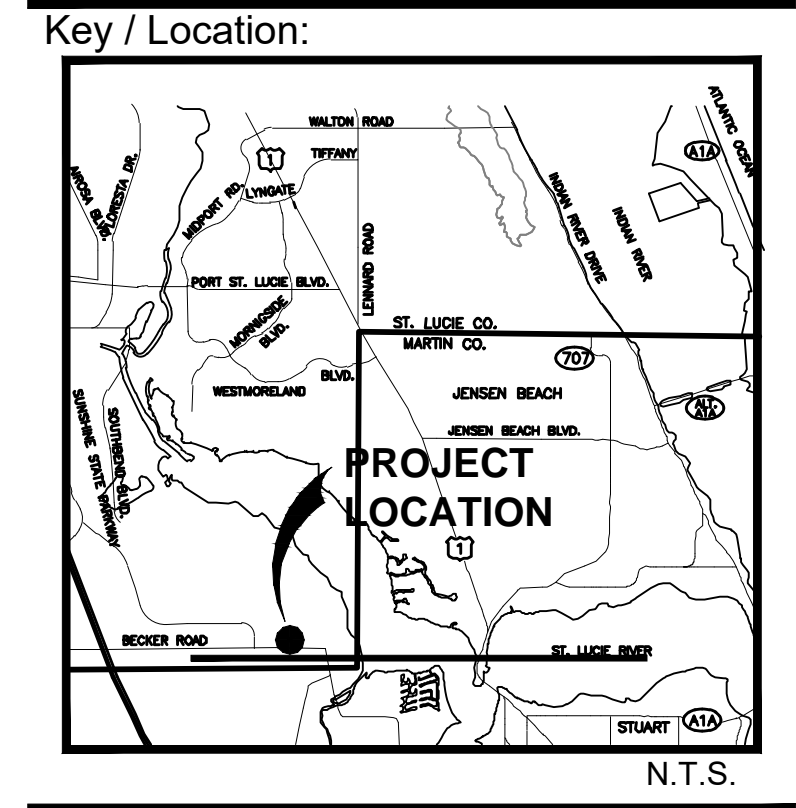 Key / Location:
WALTON ROAD
ATLANTIC OCEAN
1
TIFFANY
A1A
AIROSA BLVD.
FLORESTA DR.
MIDPORT RD.
LYNGATE
INDIAN RIVER DRIVE
INDIAN RIVER
LENNARD ROAD
PORT ST. LUCIE BLVD.
MORNIGSIDE
BLVD.
ST. LUCIE CO.
MARTIN CO.
707
BLVD.
WESTMORELAND
JENSEN BEACH
ALT.
A1A
SUNSHINE STATE PARKWAY
SOUTHBEND BLVD.
JENSEN BEACH BLVD.
PROJECT
LOCATION
1
BECKER ROAD
ST. LUCIE RIVER
STUART
A1A
N.T.S.